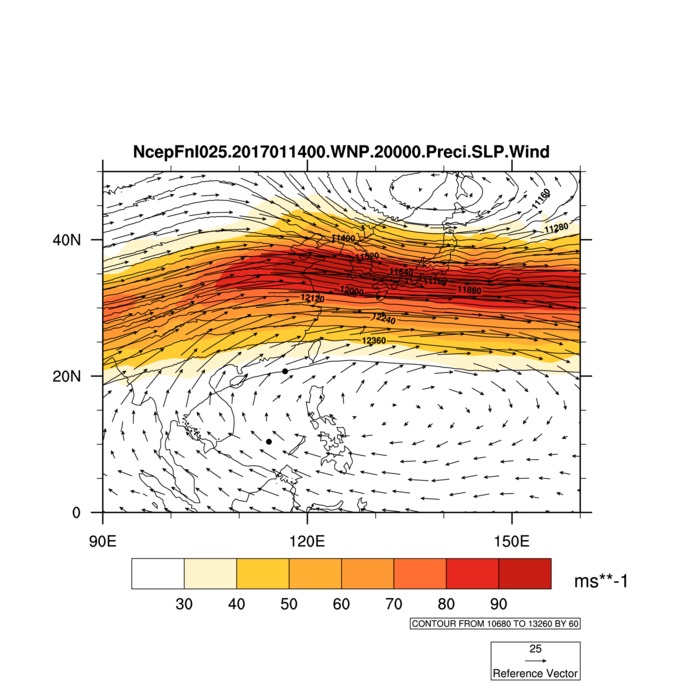 NcepFnl025.2017011400.WNP.20000.Preci.SLP.Wind
11160
11280
40N
11400
11520
11640
11760
11880
12000
12120
12240
12360
20N
0
90E 120E 150E
30 40 50 60 70 80 90
ms**-1
CONTOUR FROM 10680 TO 13260 BY 60
25
Reference Vector